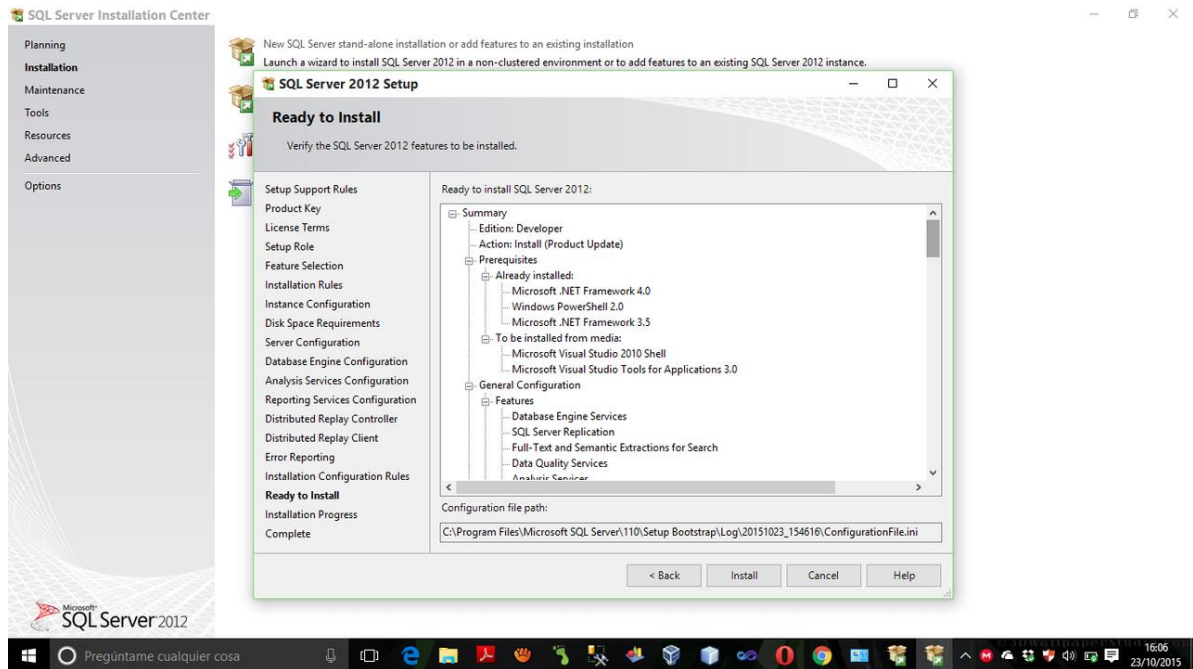 SQL Server Installation Center
Planning
Installation
Maintenance
Tools
Resources
Advanced
Options
New SQL Server stand-alone installation or add features to an existing installation
Launch a wizard to install SQL Server 2012 in a non-clustered environment or to add features to an existing SQL Server 2012 instance.
SQL Server 2012 Setup
Ready to Install
Verify the SQL Server 2012 features to be installed.
Setup Support Rules
Product Key
License Terms
Setup Role
Feature Selection
Installation Rules
Instance Configuration
Disk Space Requirements
Server Configuration
Database Engine Configuration
Analysis Services Configuration
Reporting Services Configuration
Distributed Replay Controller
Distributed Replay Client
Error Reporting
Installation Configuration Rules
Ready to Install
Installation Progress
Complete
Ready to install SQL Server 2012:
Summary
Edition: Developer
Action: Install (Product Update)
Prerequisites
Already installed:
Microsoft .NET Framework 4.0
Windows PowerShell 2.0
Microsoft .NET Framework 3.5
To be installed from media:
Microsoft Visual Studio 2010 Shell
Microsoft Visual Studio Tools for Applications 3.0
General Configuration
Features
Database Engine Services
SQL Server Replication
Full-Text and Semantic Extractions for Search
Data Quality Services
Analysis Services
Configuration file path:
C:\Program Files\Microsoft SQL Server\110\Setup Bootstrap\Log\20151023_154616\ConfigurationFile.ini
< Back
Install
Cancel
Help
Microsoft
SQL Server 2012
Pregúntame cualquier cosa
16:06
23/10/2015